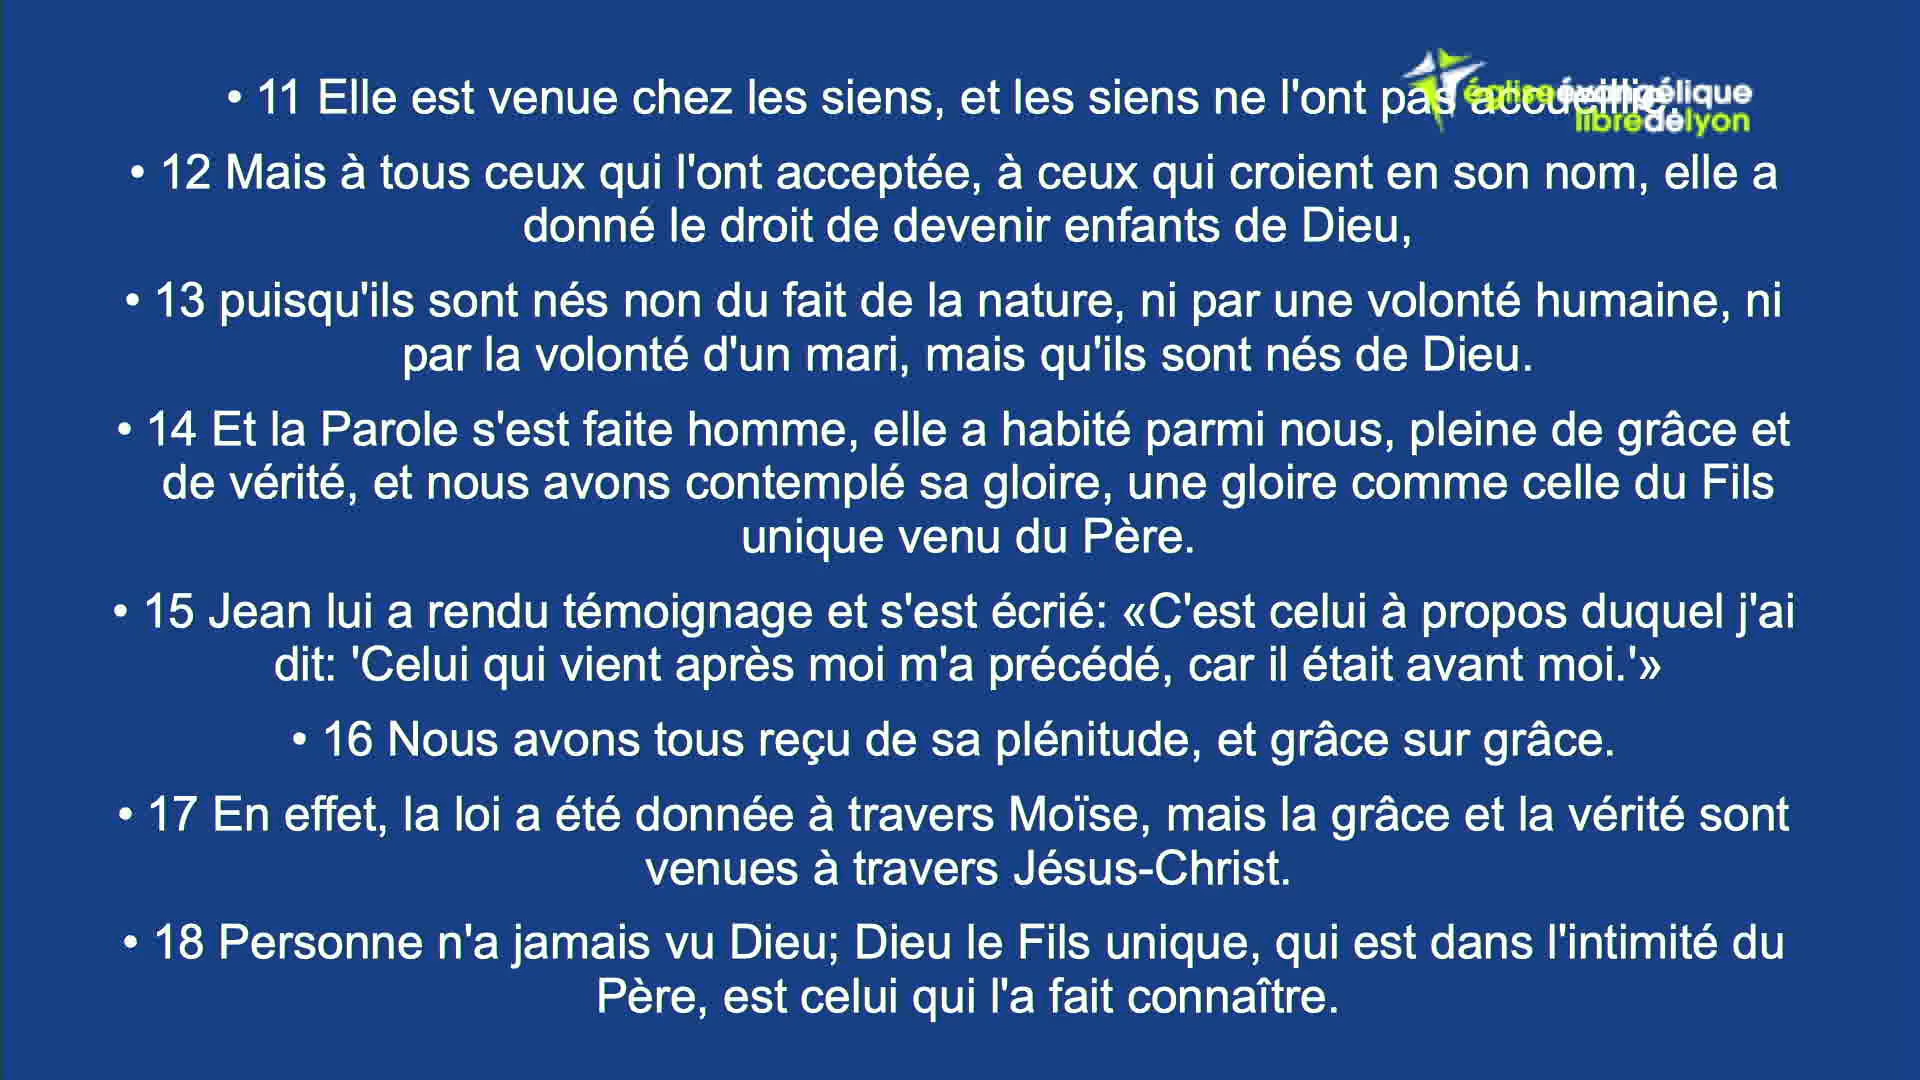 • 11 Elle est venue chez les siens, et les siens ne l'ont pas accueillie.
égliseévangélique
libredelyon
• 12 Mais à tous ceux qui l'ont acceptée, à ceux qui croient en son nom, elle a
donné le droit de devenir enfants de Dieu,
• 13 puisqu'ils sont nés non du fait de la nature, ni par une volonté humaine, ni
par la volonté d'un mari, mais qu'ils sont nés de Dieu.
• 14 Et la Parole s'est faite homme, elle a habité parmi nous, pleine de grâce et
de vérité, et nous avons contemplé sa gloire, une gloire comme celle du Fils
unique venu du Père.
• 15 Jean lui a rendu témoignage et s'est écrié: «C'est celui à propos duquel j'ai
dit: 'Celui qui vient après moi m'a précédé, car il était avant moi.'»
• 16 Nous avons tous reçu de sa plénitude, et grâce sur grâce.
• 17 En effet, la loi a été donnée à travers Moïse, mais la grâce et la vérité sont
venues à travers Jésus-Christ.
• 18 Personne n'a jamais vu Dieu; Dieu le Fils unique, qui est dans l'intimité du
Père, est celui qui l'a fait connaître.